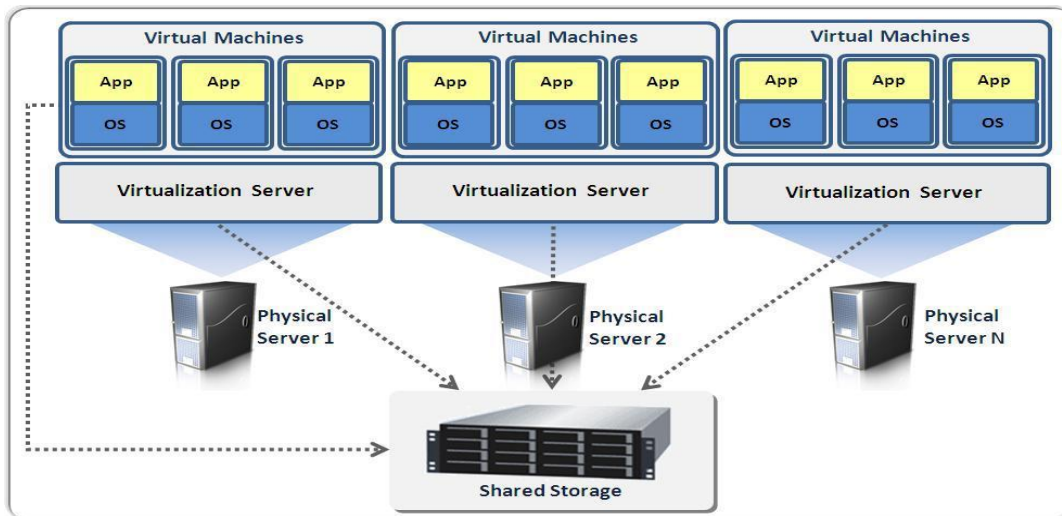 Virtual Machines
Virtual Machines
Virtual Machines
App App App
App App App
App App App
OS OS OS
OS OS OS
OS OS OS
Virtualization Server
Virtualization Server
Virtualization Server
Physical
Server 1
Physical
Server 2
Physical
Server N
Shared Storage